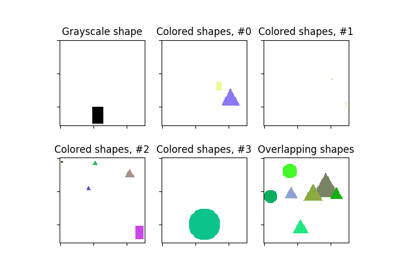 Grayscale shape
Colored shapes, #0
Colored shapes, #1
Colored shapes, #2
Colored shapes, #3
Overlapping shapes